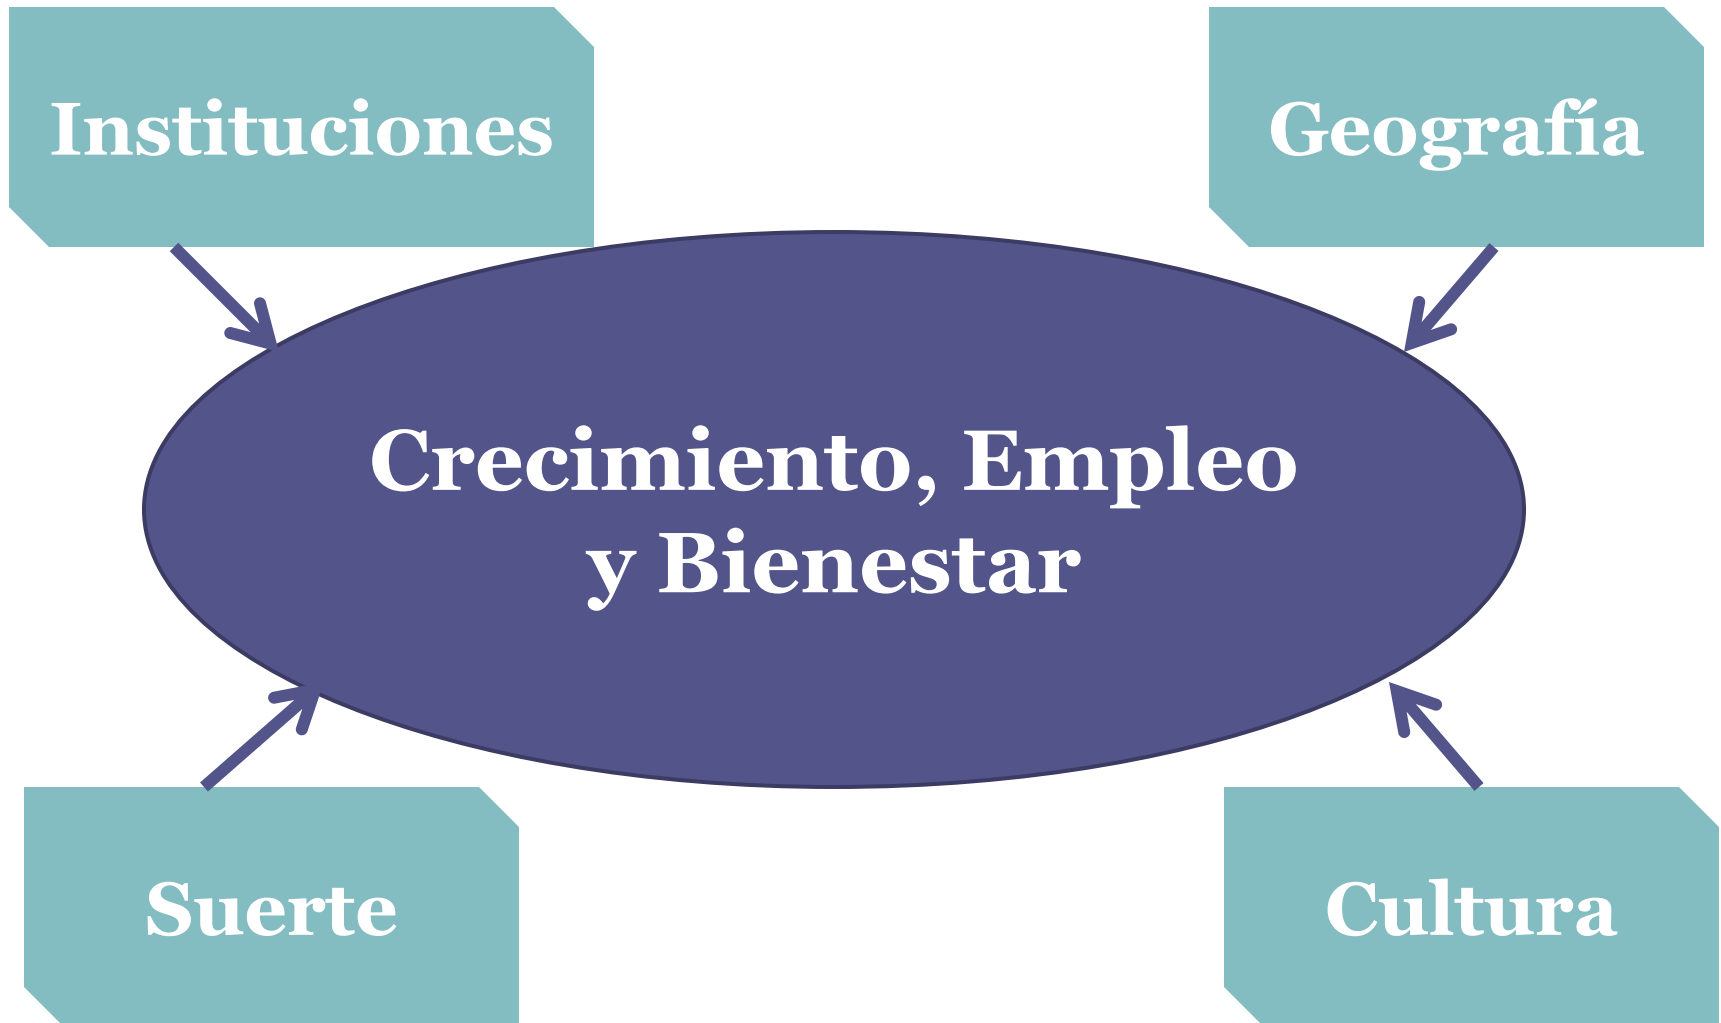 Instituciones
Geografía
Crecimiento, Empleo
y Bienestar
Suerte
Cultura